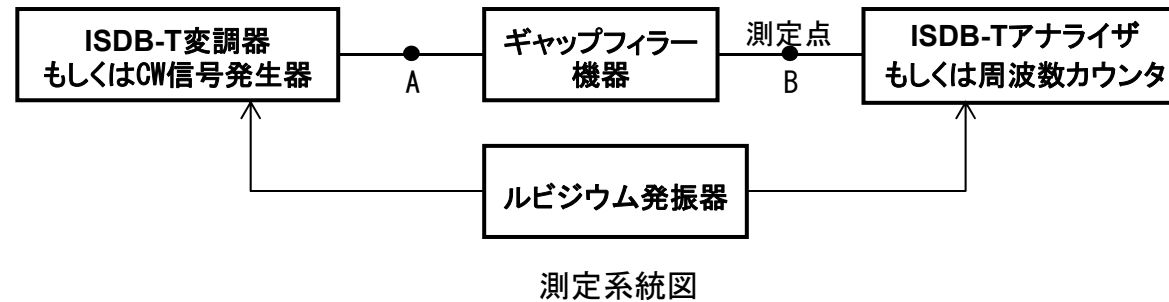 ISDB-T変調器
もしくはCW信号発生器
A
ギャップフィラー
機器
測定点
B
ISDB-Tアナライザ
もしくは周波数カウンタ
ルビジウム発振器
測定系統図